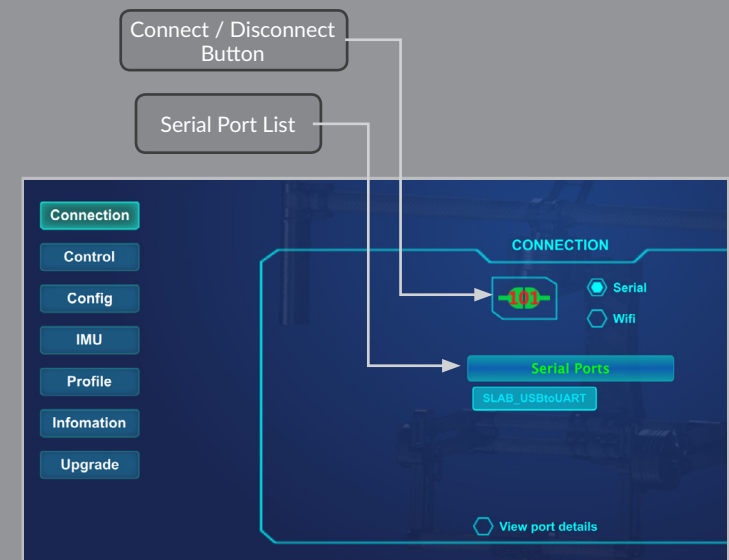 Connect / Disconnect
Button
Serial Port List
Connection
Control
Config
IMU
Profile
Infomation
Upgrade
CONNECTION
101
Serial
Wifi
Serial Ports
SLAB_USBtoUART
View port details